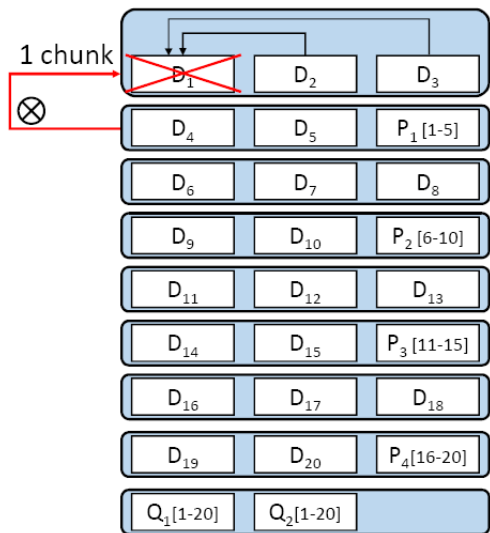 1 chunk
D₁ D₂ D₃
⊗
D₄ D₅ P₁ [1-5]
D₆ D₇ D₈
D₉ D₁₀ P₂ [6-10]
D₁₁ D₁₂ D₁₃
D₁₄ D₁₅ P₃ [11-15]
D₁₆ D₁₇ D₁₈
D₁₉ D₂₀ P₄[16-20]
Q₁[1-20] Q₂[1-20]